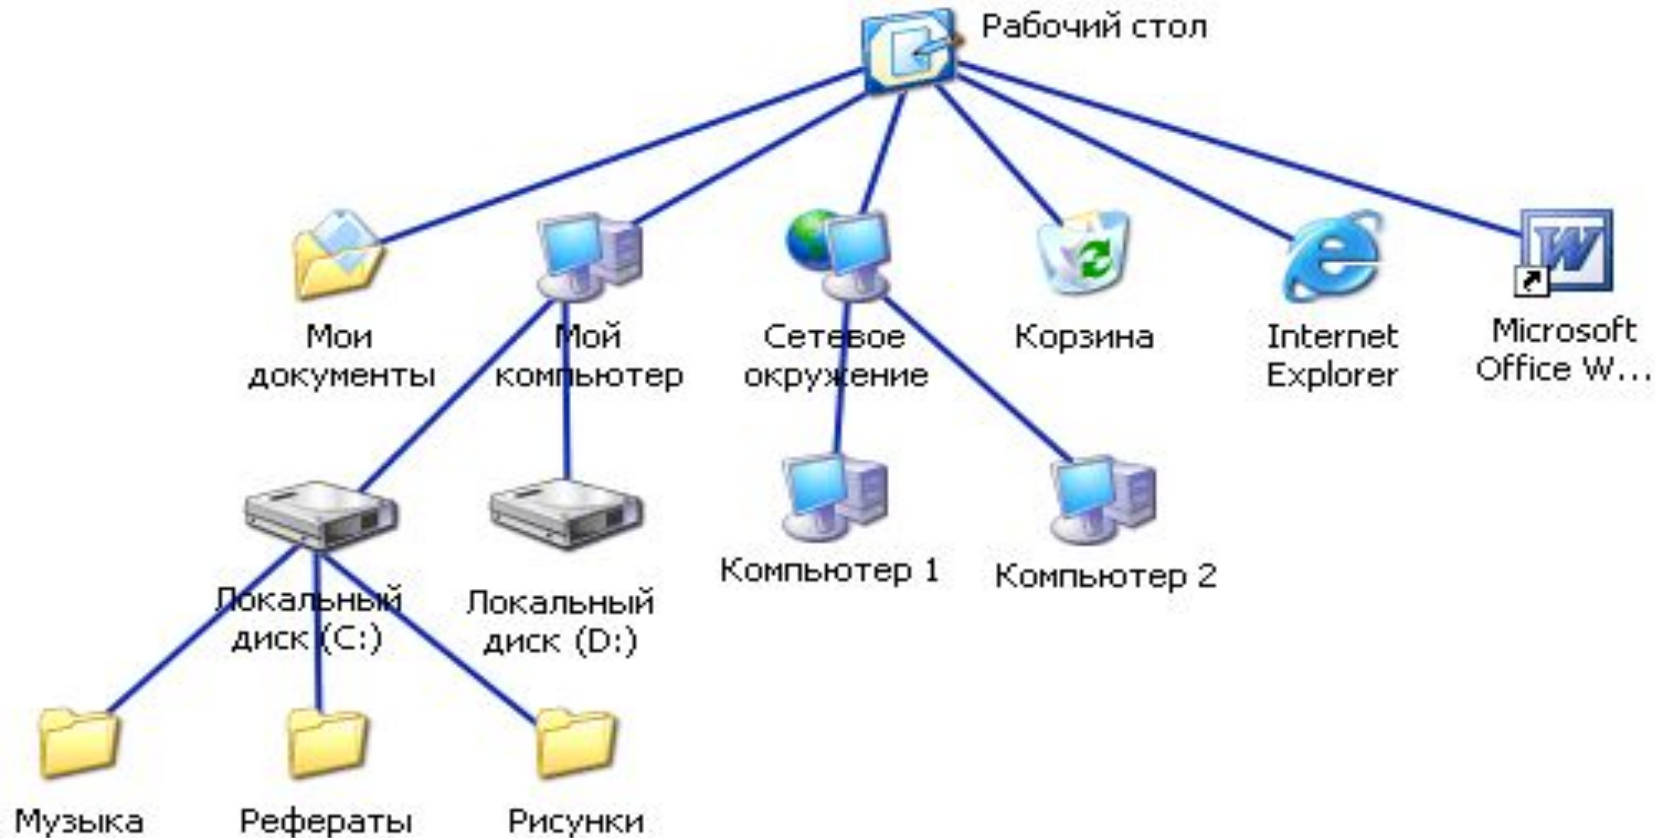 Рабочий стол
Мои
документы
Мой
компьютер
Сетевое
окружение
Корзина
Internet
Explorer
Microsoft
Office W...
Локальный
диск (C:)
Локальный
диск (D:)
Компьютер 1
Компьютер 2
Музыка
Рефераты
Рисунки